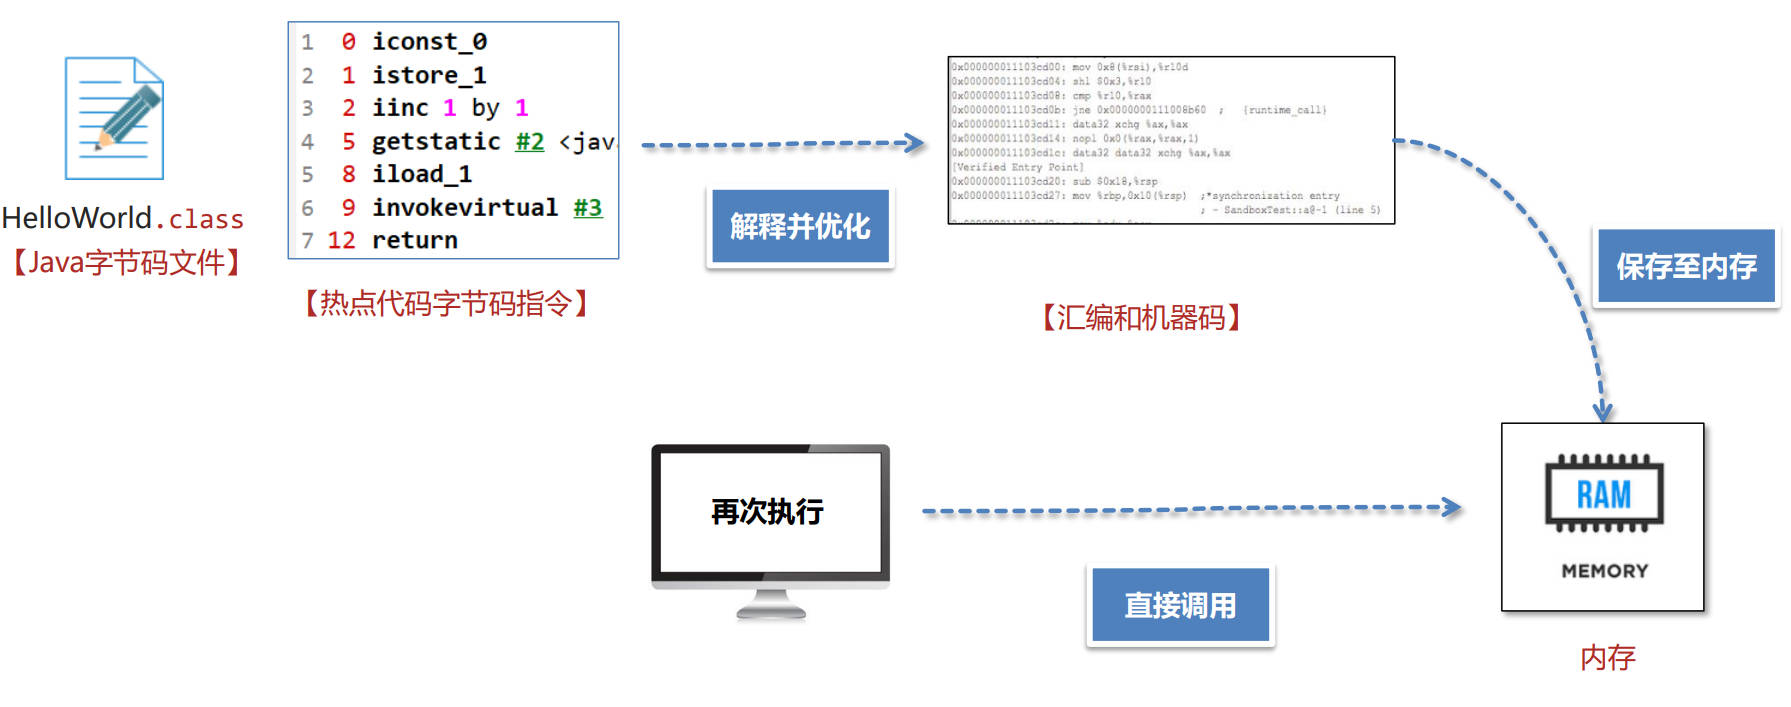 HelloWorld.class
【Java字节码文件】
1 0 iconst_0
2 1 istore_1
3 2 iinc 1 by 1
4 5 getstatic #2 <jav
5 8 iload_1
6 9 invokevirtual #3
7 12 return
【热点代码字节码指令】
解释并优化
0x000000011103cd00: mov 0x8(%rsi),%r10d
0x000000011103cd04: shl $0x3,%r10
0x000000011103cd08: cmp %r10,%rax
0x000000011103cd0b: jne 0x0000000111008b60 ; {runtime_call}
0x000000011103cd11: data32 xchg %ax,%ax
0x000000011103cd14: nopl 0x0(%rax,%rax,1)
0x000000011103cd1c: data32 data32 xchg %ax,%ax
[Verified Entry Point]
0x000000011103cd20: sub $0x18,%rsp
0x000000011103cd27: mov %rbp,0x10(%rsp) ;*synchronization entry
; - SandboxTest::a@-1 (line 5)
【汇编和机器码】
保存至内存
再次执行
直接调用
RAM
MEMORY
内存